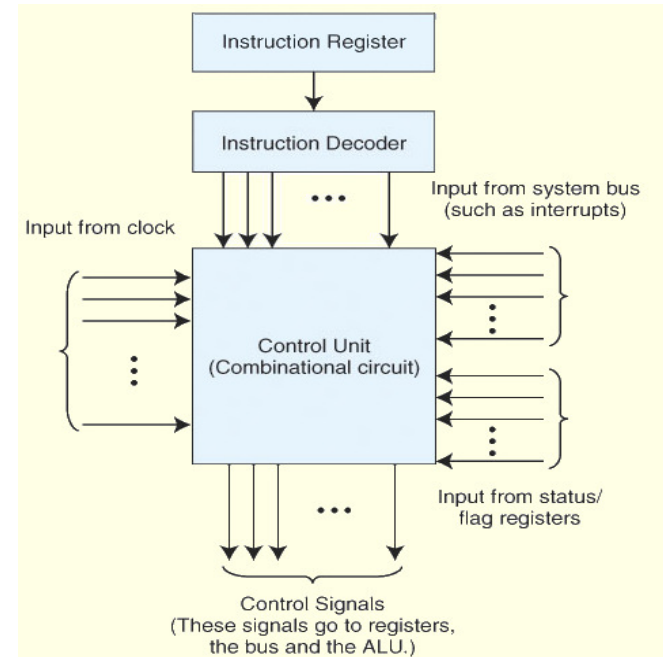 Instruction Register
Instruction Decoder
Input from system bus
(such as interrupts)
Input from clock
Control Unit
(Combinational circuit)
Input from status/
flag registers
Control Signals
(These signals go to registers,
the bus and the ALU.)